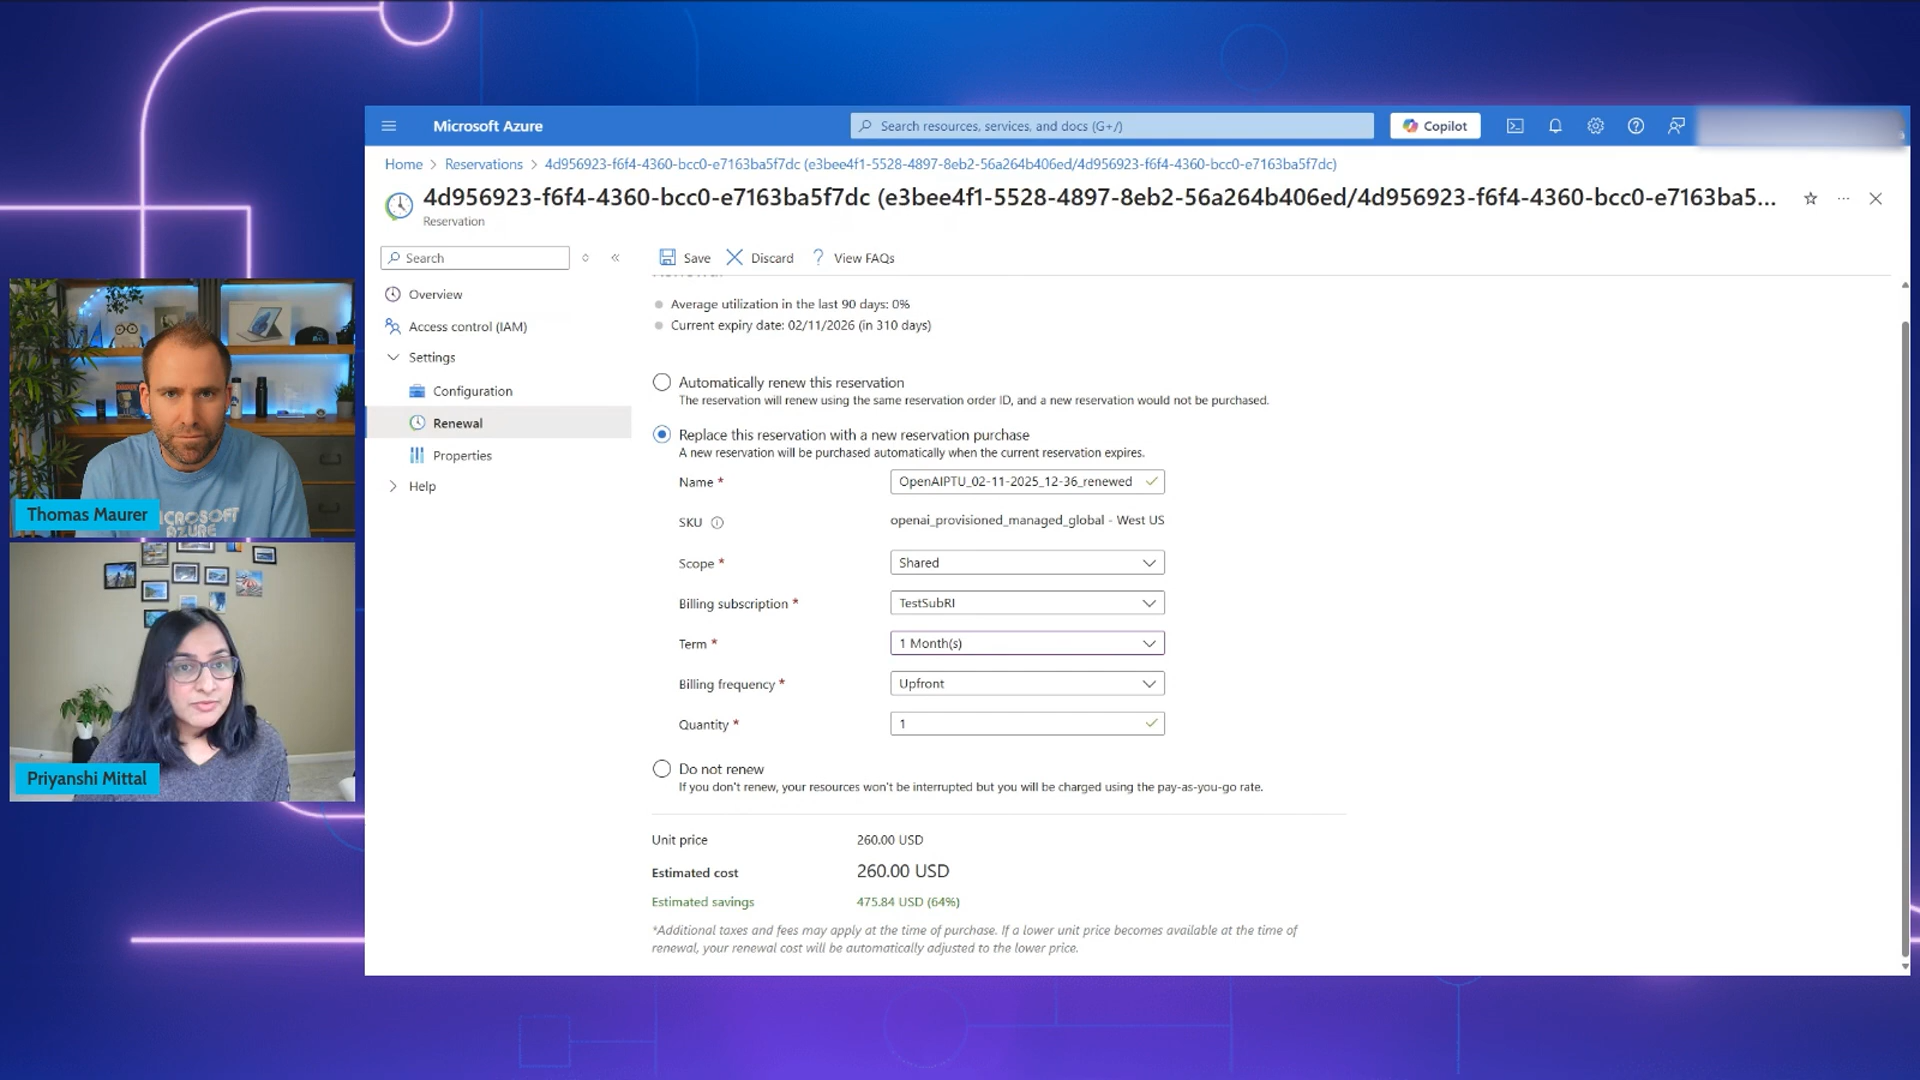 Microsoft Azure
Search resources, services, and docs (G+/)
Copilot
Home > Reservations > 4d956923-f6f4-4360-bcc0-e7163ba5f7dc (e3bee4f1-5528-4897-8eb2-56a264b406ed/4d956923-f6f4-4360-bcc0-e7163ba5f7dc)
4d956923-f6f4-4360-bcc0-e7163ba5f7dc (e3bee4f1-5528-4897-8eb2-56a264b406ed/4d956923-f6f4-4360-bcc0-e7163ba5...
Reservation
Search
Save
Discard
View FAQs
Overview
Access control (IAM)
Settings
Configuration
Renewal
Properties
Help
Average utilization in the last 90 days: 0%
Current expiry date: 02/11/2026 (in 310 days)
Automatically renew this reservation
The reservation will renew using the same reservation order ID, and a new reservation would not be purchased.
Replace this reservation with a new reservation purchase
A new reservation will be purchased automatically when the current reservation expires.
Name * OpenAIPTU_02-11-2025_12-36_renewed
SKU openai_provisioned_managed_global - West US
Scope * Shared
Billing subscription * TestSubRI
Term * 1 Month(s)
Billing frequency * Upfront
Quantity * 1
Do not renew
If you don't renew, your resources won't be interrupted but you will be charged using the pay-as-you-go rate.
Unit price 260.00 USD
Estimated cost 260.00 USD
Estimated savings 475.84 USD (64%)
*Additional taxes and fees may apply at the time of purchase. If a lower unit price becomes available at the time of
renewal, your renewal cost will be automatically adjusted to the lower price.
Thomas Maurer
MICROSOFT
AZURE
Priyanshi Mittal